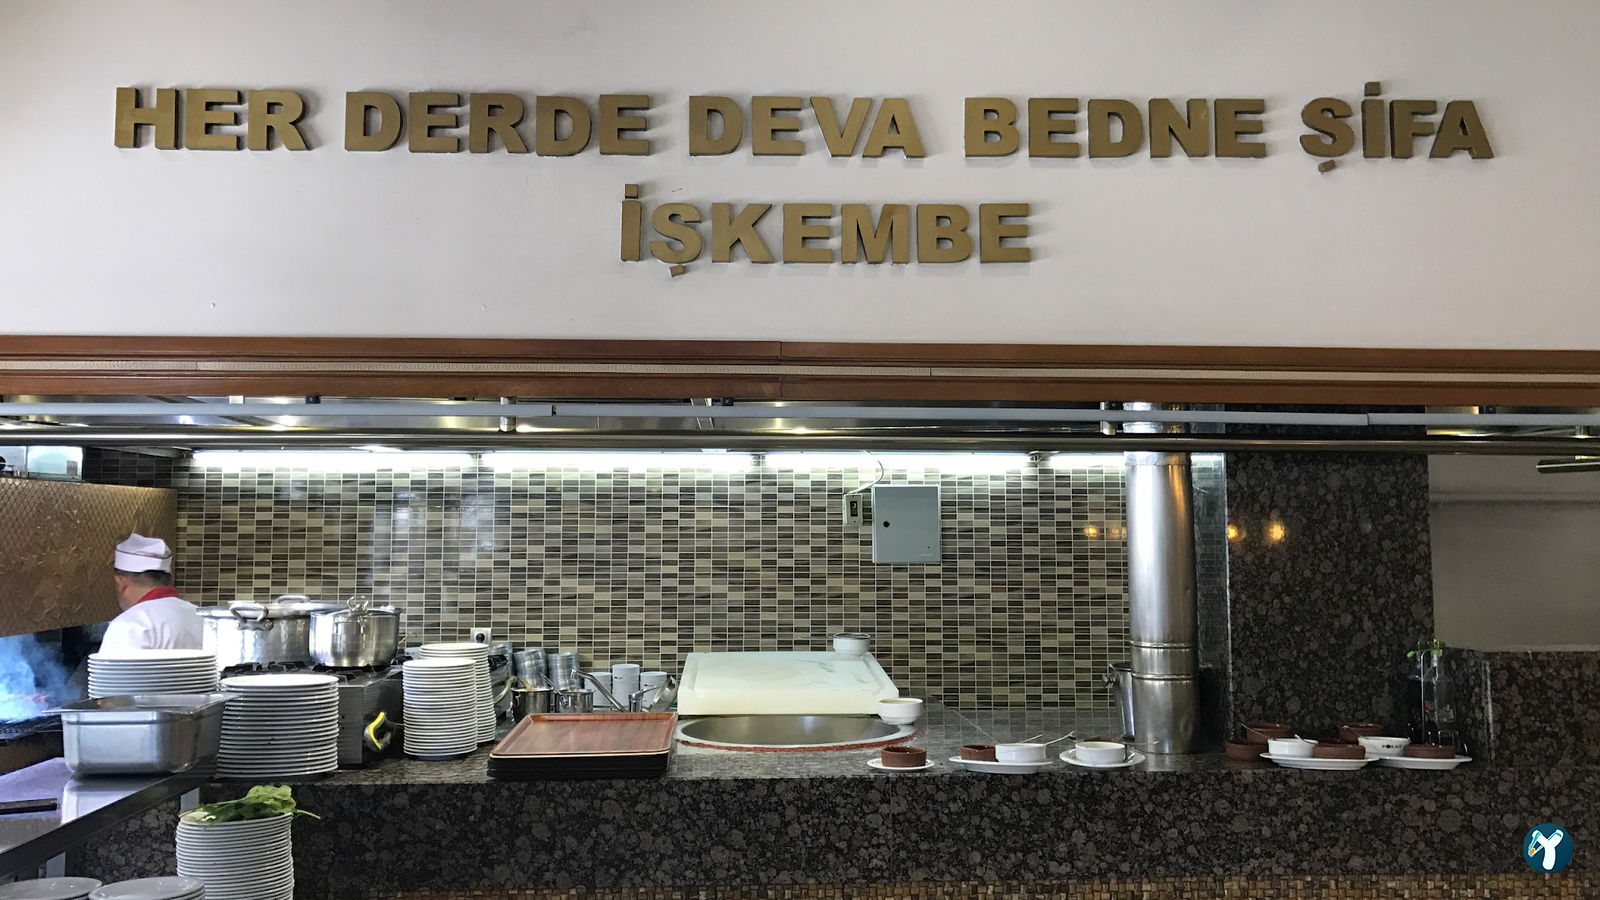 HER DERDE DEVA BEDNE ŞİFA
İŞKEMBE